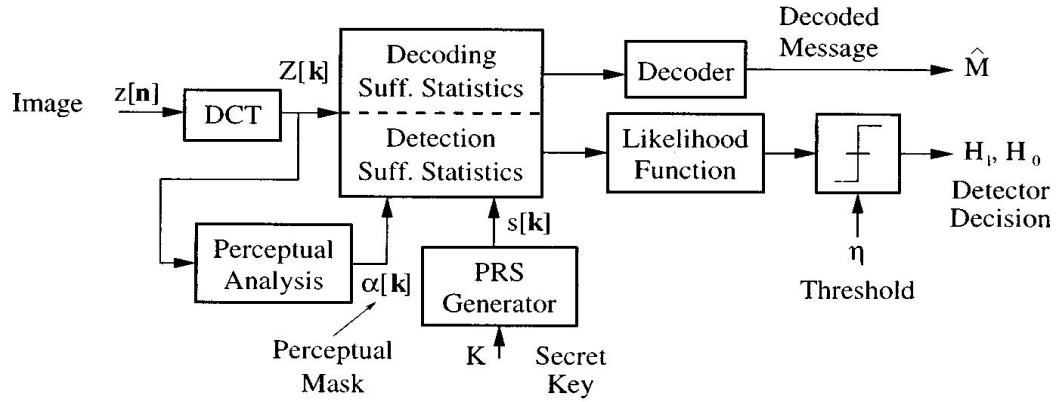 Image
z[n]
DCT
Z[k]
Decoding
Suff. Statistics
Detection
Suff. Statistics
Decoder
Decoded
Message
M̂
Likelihood
Function
H₁, H₀
Detector
Decision
η
Threshold
Perceptual
Analysis
α[k]
Perceptual
Mask
s[k]
PRS
Generator
K
Secret
Key